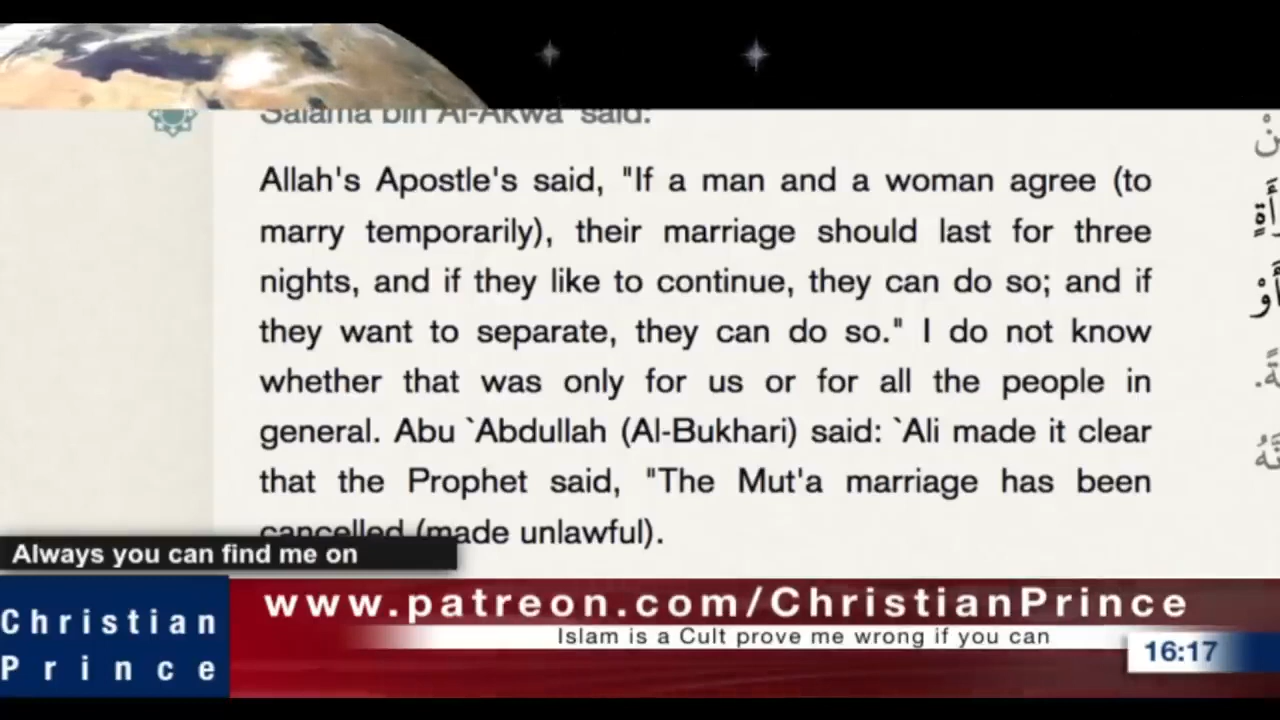 Salama bin Al-Akwa` said:
Allah's Apostle's said, "If a man and a woman agree (to
marry temporarily), their marriage should last for three
nights, and if they like to continue, they can do so; and if
they want to separate, they can do so." I do not know
whether that was only for us or for all the people in
general. Abu `Abdullah (Al-Bukhari) said: `Ali made it clear
that the Prophet said, "The Mut'a marriage has been
cancelled (made unlawful).
Always you can find me on
Christian
Prince
www.patreon.com/ChristianPrince
Islam is a Cult prove me wrong if you can
16:17